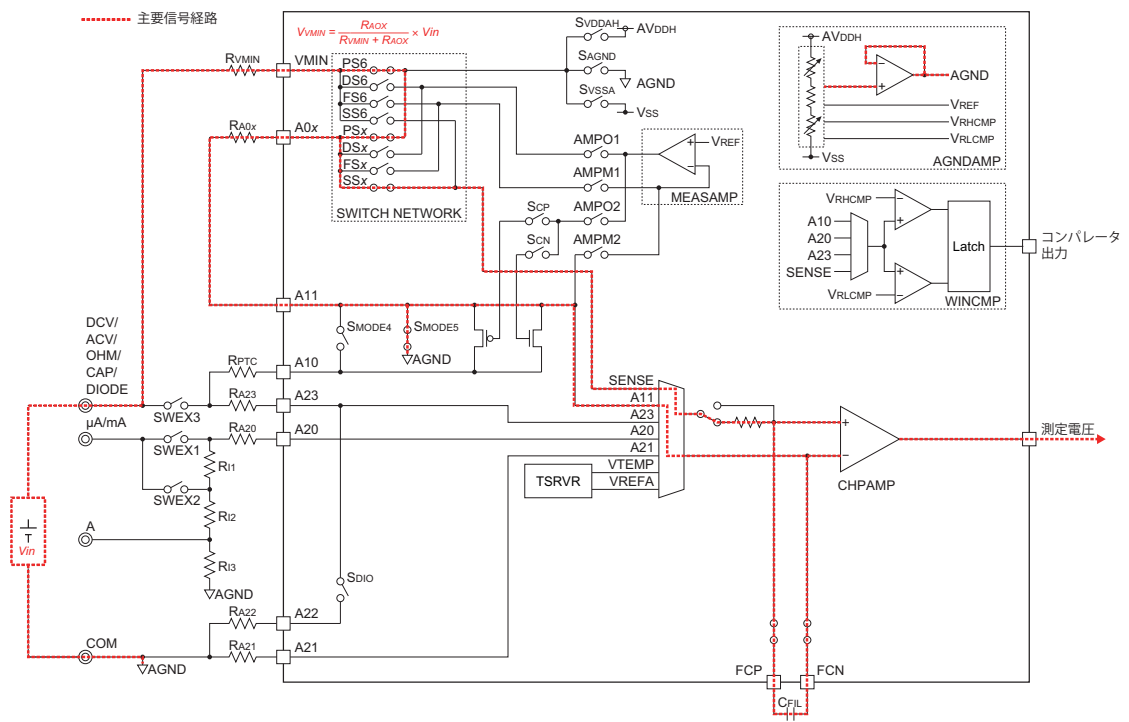 主要信号経路
VVMIN = RAOX / RVMIN + RAOX × Vin
SVDDAH
AVDDH
SAGND
AGND
SVSSA
VSS
RVMIN
VMIN
PS6
DS6
FS6
SS6
RA0x
A0x
PSx
DSx
FSx
SSx
SWITCH NETWORK
AMPO1
AMPM1
AMPO2
AMPM2
VREF
MEASAMP
SCP
SCN
AVDDH
AGND
VREF
VRHCMP
VRLCMP
VSS
AGNDAMP
VRHCMP
A10
A20
A23
SENSE
VRLCMP
Latch
WINCMP
コンパレータ
出力
A11
SMODE4
SMODE5
AGND
DCV/
ACV/
OHM/
CAP/
DIODE
RPTC
A10
SWEX3
RA23
A23
μA/mA
SWEX1
RA20
A20
RI1
SWEX2
RI2
A
RI3
AGND
Vin
SDIO
RA22
A22
COM
RA21
A21
AGND
SENSE
A11
A23
A20
A21
VTEMP
VREFA
TSRVR
CHPAMP
測定電圧
FCP
FCN
CFIL